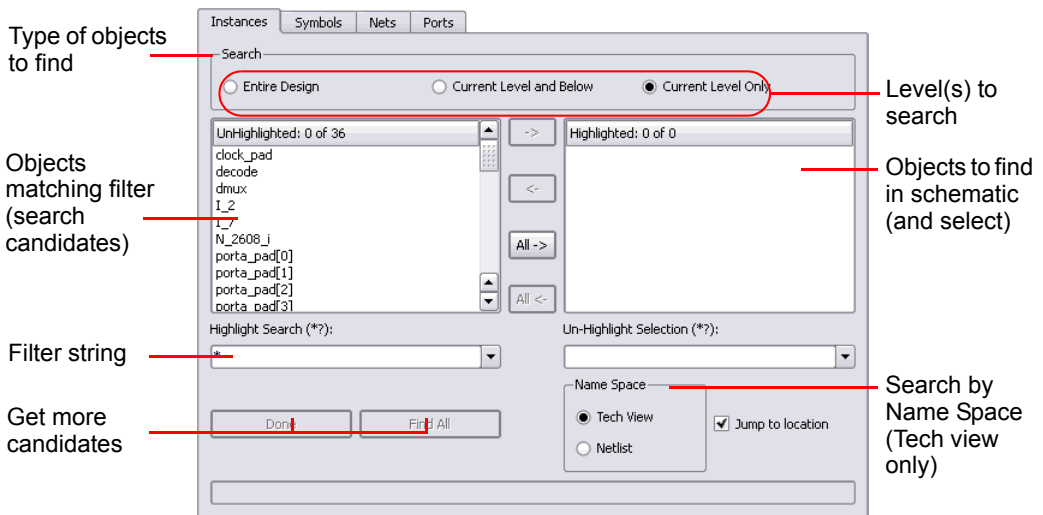 Type of objects
to find
Instances
Symbols
Nets
Ports
Search
Entire Design
Current Level and Below
Current Level Only
Level(s) to
search
Objects
matching filter
(search
candidates)
UnHighlighted: 0 of 36
clock_pad
decode
dmux
I_2
I_7
N_2608_i
porta_pad[0]
porta_pad[1]
porta_pad[2]
porta_pad[3]
->
<-
All ->
All <-
Highlighted: 0 of 0
Objects to find
in schematic
(and select)
Highlight Search (*?):
Un-Highlight Selection (*?):
Filter string
*
Get more
candidates
Done
Find All
Name Space
Tech View
Netlist
Jump to location
Search by
Name Space
(Tech view
only)